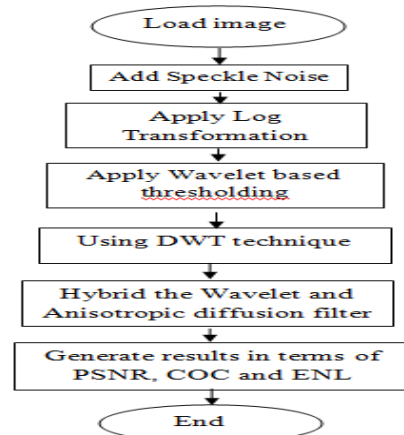 Load image
Add Speckle Noise
Apply Log
Transformation
Apply Wavelet based
thresholding
Using DWT technique
Hybrid the Wavelet and
Anisotropic diffusion filter
Generate results in terms of
PSNR, COC and ENL
End